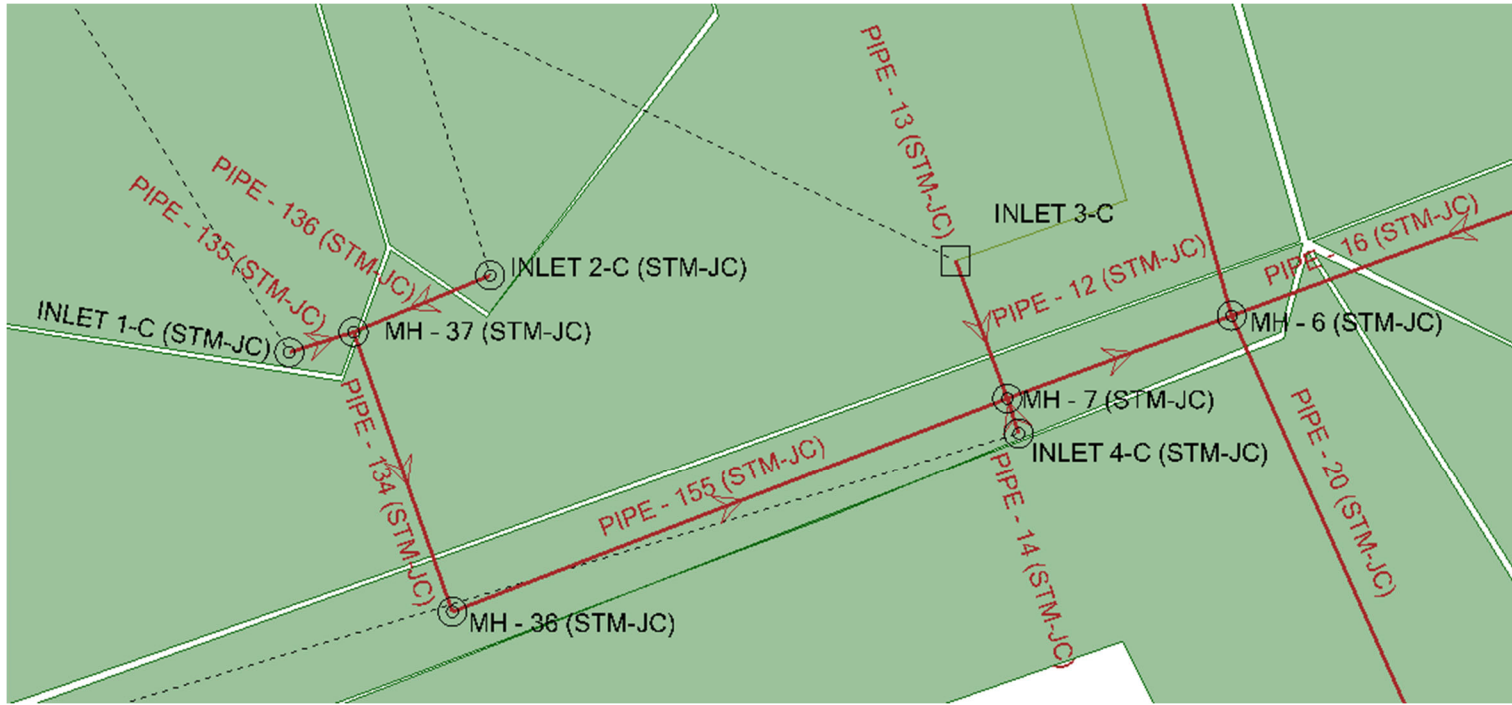 PIPE - 13 (STM-JC)
PIPE - 136 (STM-JC)
PIPE - 135 (STM-JC)
INLET 3-C
PIPE - 16 (STM-JC)
PIPE - 12 (STM-JC)
INLET 2-C (STM-JC)
INLET 1-C (STM-JC)
MH - 37 (STM-JC)
MH - 6 (STM-JC)
MH - 7 (STM-JC)
INLET 4-C (STM-JC)
PIPE - 134 (STM-JC)
PIPE - 155 (STM-JC)
PIPE - 20 (STM-JC)
PIPE - 14 (STM-JC)
MH - 36 (STM-JC)